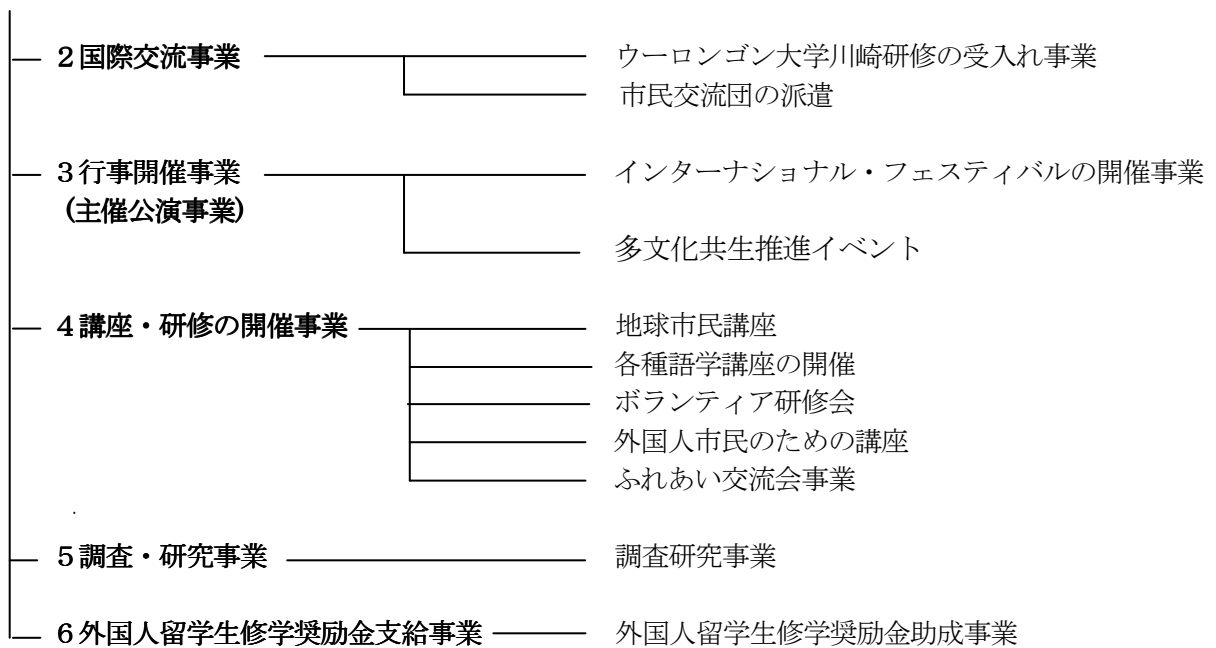 ２国際交流事業 ウーロンゴン大学川崎研修の受入れ事業
市民交流団の派遣
３行事開催事業 インターナショナル・フェスティバルの開催事業
(主催公演事業)
多文化共生推進イベント
４講座・研修の開催事業 地球市民講座
各種語学講座の開催
ボランティア研修会
外国人市民のための講座
ふれあい交流会事業
５調査・研究事業 調査研究事業
６外国人留学生修学奨励金支給事業 外国人留学生修学奨励金助成事業